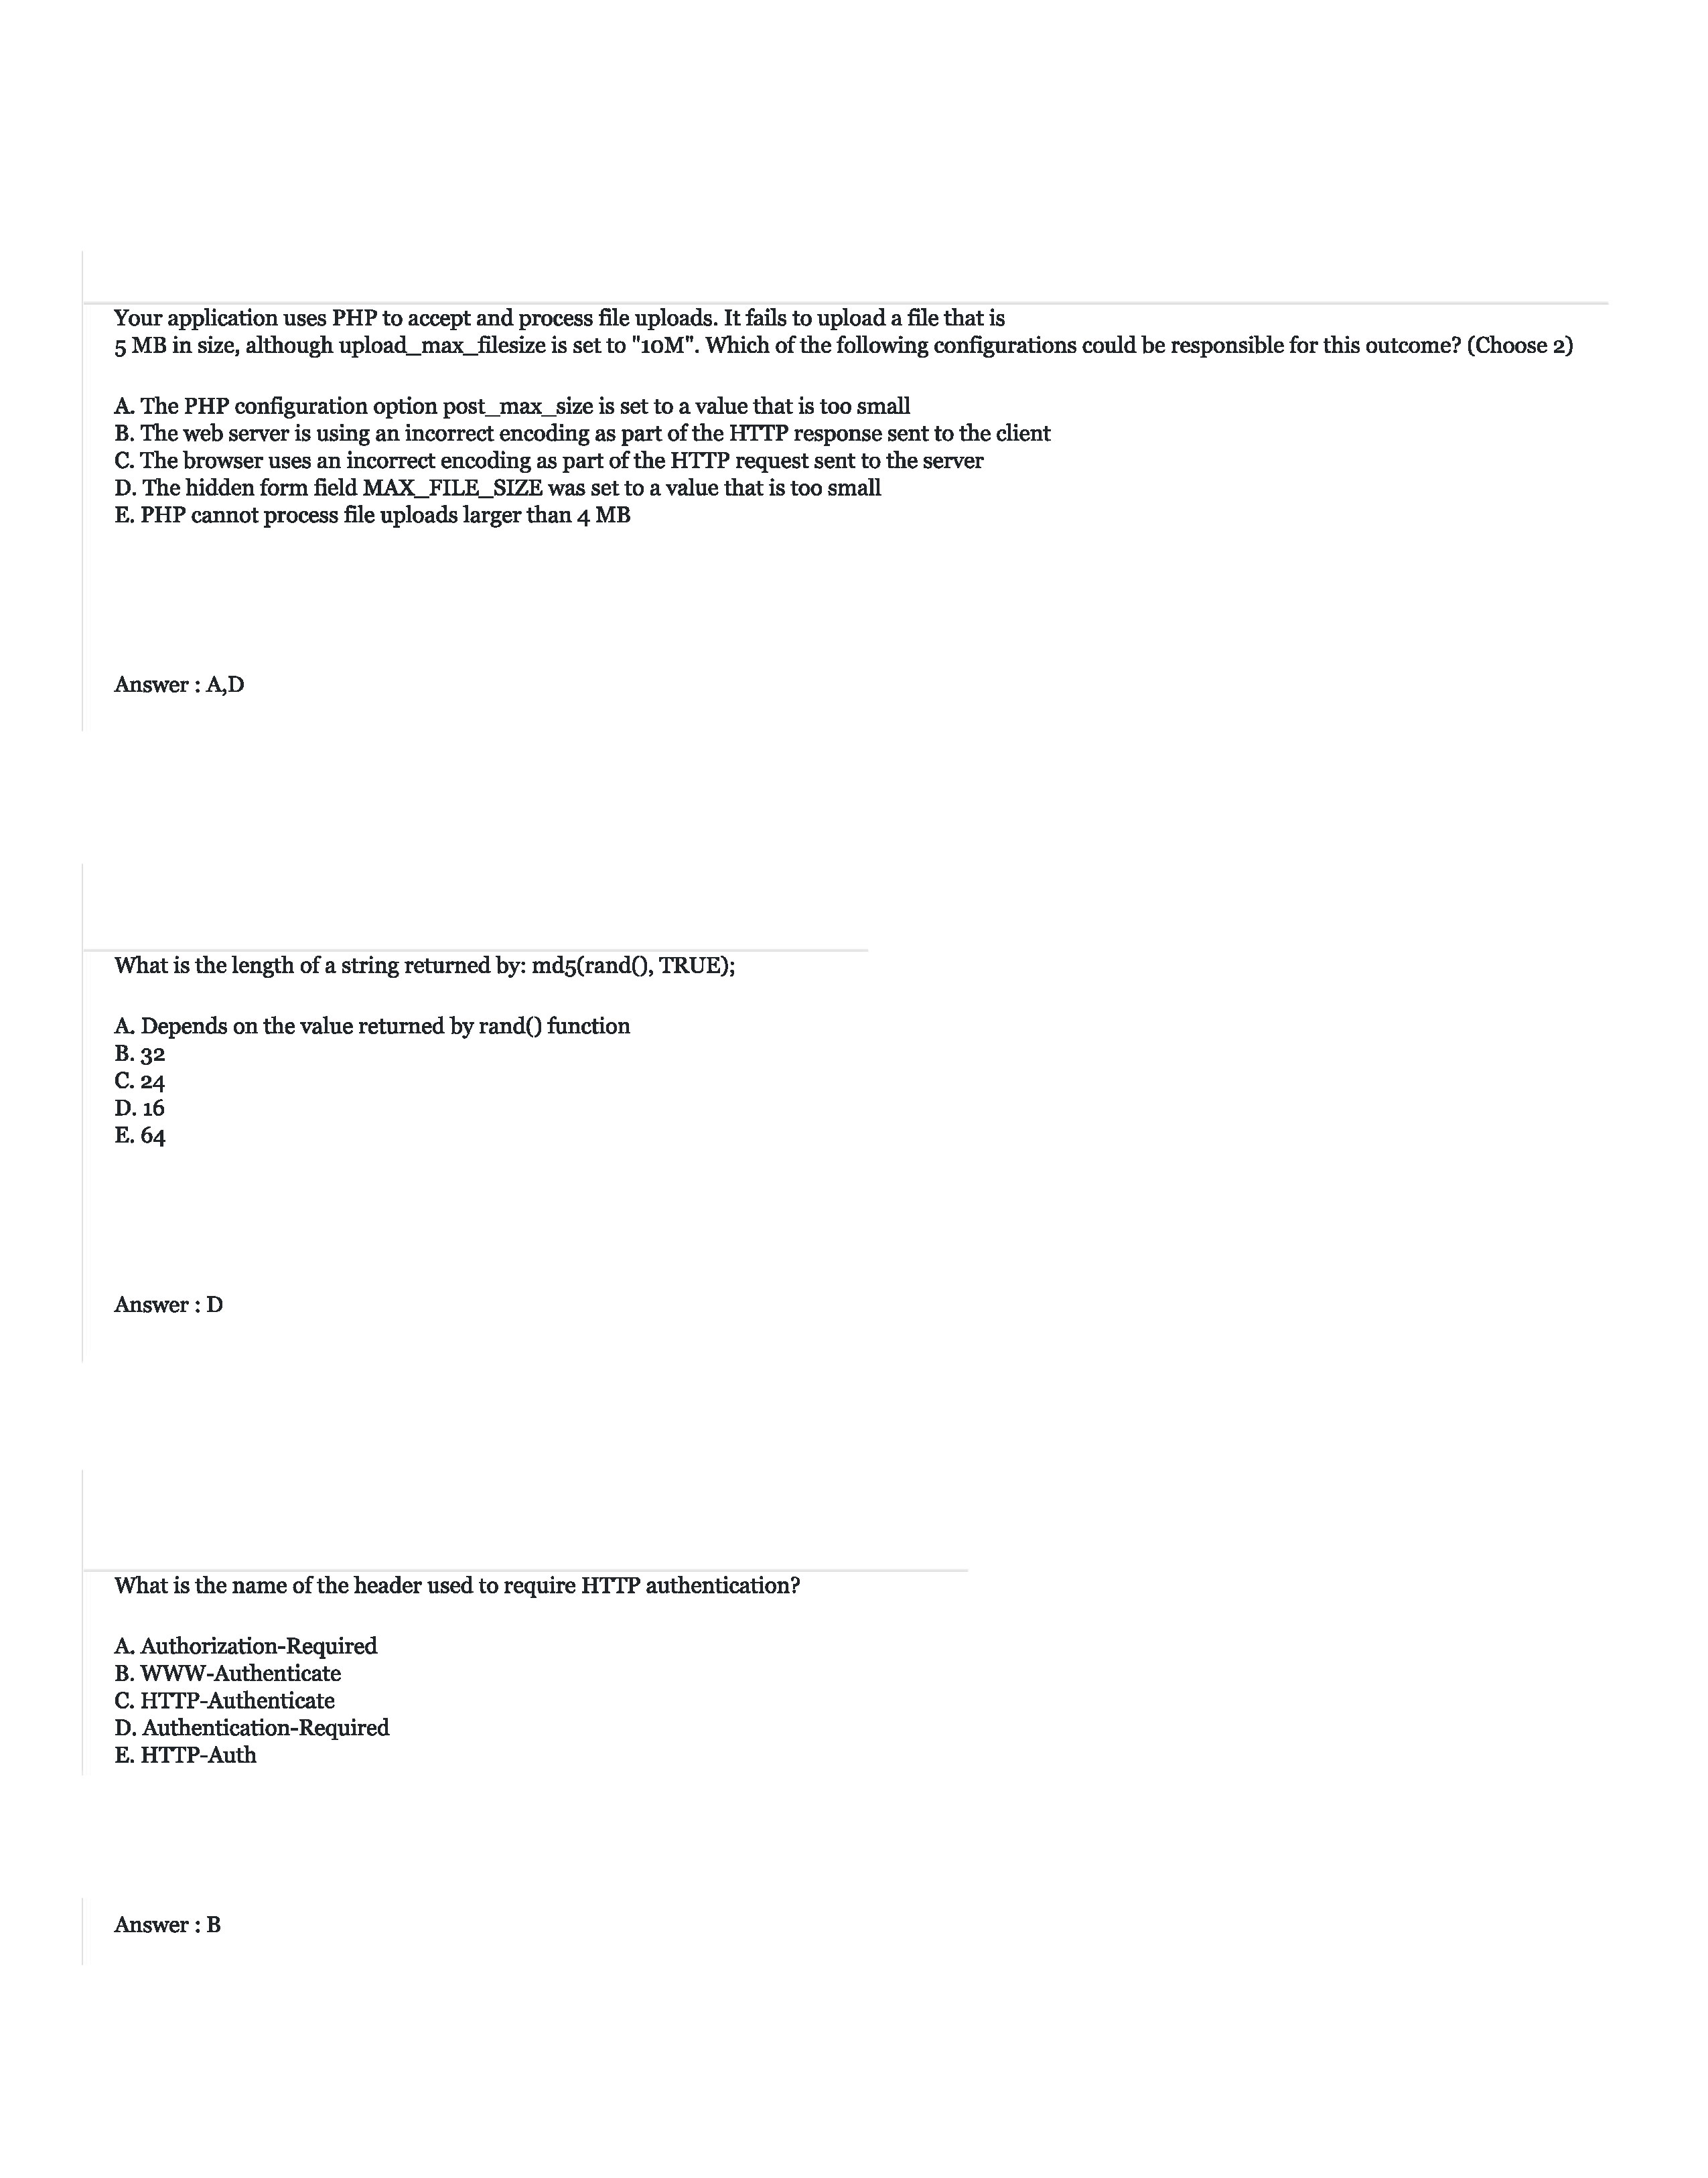 Your application uses PHP to accept and process file uploads. It fails to upload a file that is
5 MB in size, although upload_max_filesize is set to "10M". Which of the following configurations could be responsible for this outcome? (Choose 2)
A. The PHP configuration option post_max_size is set to a value that is too small
B. The web server is using an incorrect encoding as part of the HTTP response sent to the client
C. The browser uses an incorrect encoding as part of the HTTP request sent to the server
D. The hidden form field MAX_FILE_SIZE was set to a value that is too small
E. PHP cannot process file uploads larger than 4 MB
Answer : A,D
What is the length of a string returned by: md5(rand(), TRUE);
A. Depends on the value returned by rand() function
B. 32
C. 24
D. 16
E. 64
Answer : D
What is the name of the header used to require HTTP authentication?
A. Authorization-Required
B. WWW-Authenticate
C. HTTP-Authenticate
D. Authentication-Required
E. HTTP-Auth
Answer : B